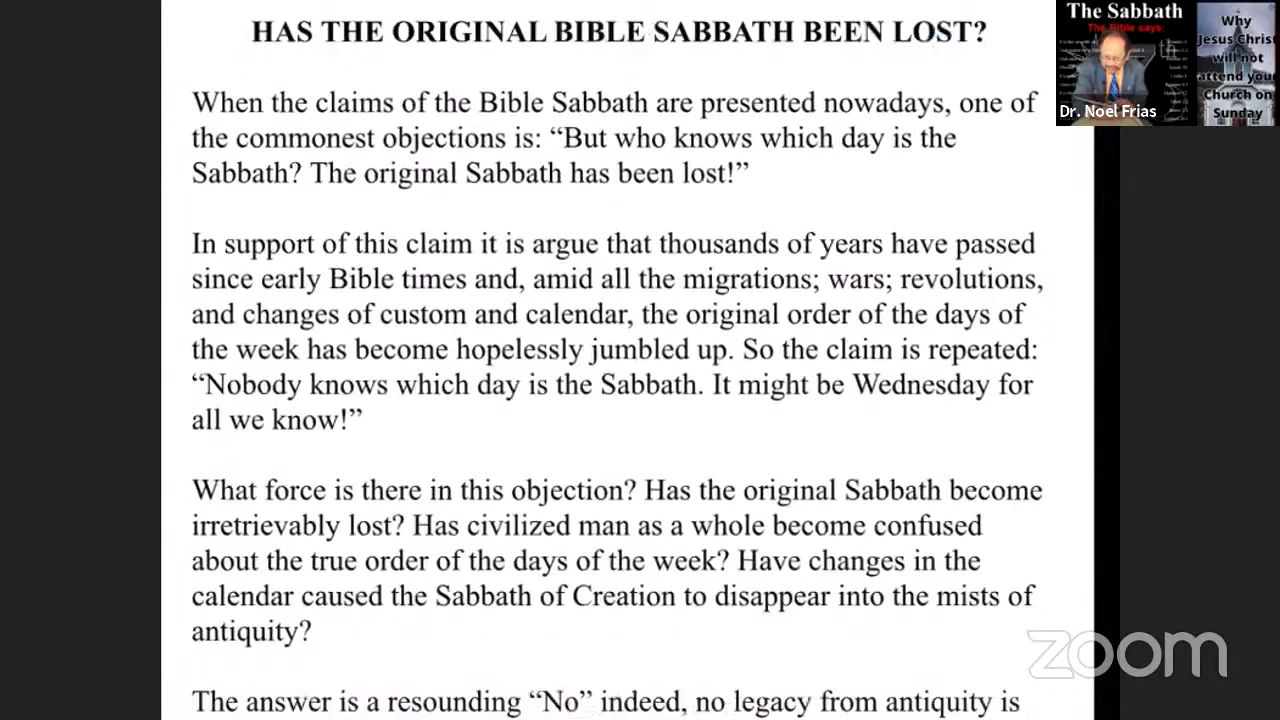 HAS THE ORIGINAL BIBLE SABBATH BEEN LOST?
When the claims of the Bible Sabbath are presented nowadays, one of
the commonest objections is: “But who knows which day is the
Sabbath? The original Sabbath has been lost!”
In support of this claim it is argue that thousands of years have passed
since early Bible times and, amid all the migrations; wars; revolutions,
and changes of custom and calendar, the original order of the days of
the week has become hopelessly jumbled up. So the claim is repeated:
“Nobody knows which day is the Sabbath. It might be Wednesday for
all we know!”
What force is there in this objection? Has the original Sabbath become
irretrievably lost? Has civilized man as a whole become confused
about the true order of the days of the week? Have changes in the
calendar caused the Sabbath of Creation to disappear into the mists of
antiquity?
The answer is a resounding “No” indeed, no legacy from antiquity is
The Sabbath
The Bible says:
Dr. Noel Frias
Why
Jesus Christ
will not
attend your
Church on
Sunday
zoom